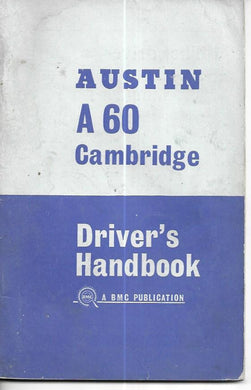 AUSTIN
A 60
Cambridge
Driver's
Handbook
BMC
A BMC PUBLICATION